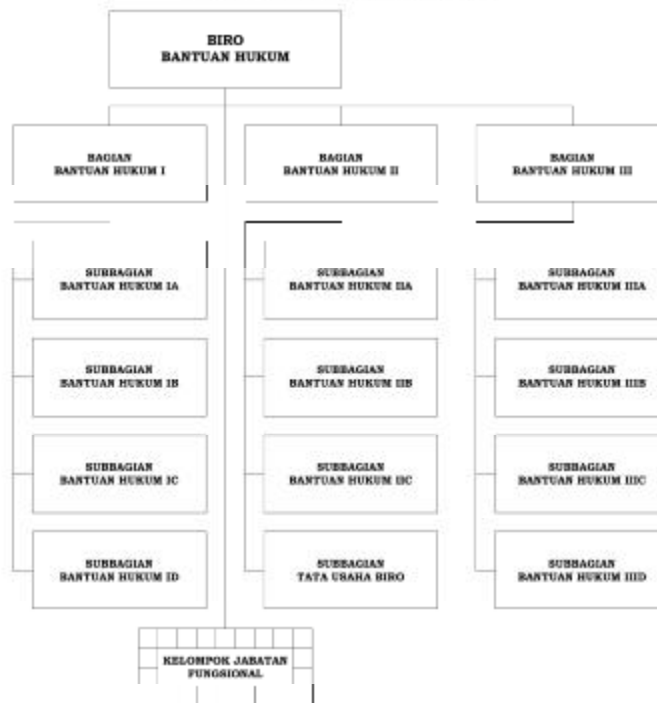 BIRO
BANTUAN HUKUM
BAGIAN
BANTUAN HUKUM I
BAGIAN
BANTUAN HUKUM II
BAGIAN
BANTUAN HUKUM III
SUBBAGIAN
BANTUAN HUKUM IA
SUBBAGIAN
BANTUAN HUKUM IIA
SUBBAGIAN
BANTUAN HUKUM IIIA
SUBBAGIAN
BANTUAN HUKUM IB
SUBBAGIAN
BANTUAN HUKUM IIB
SUBBAGIAN
BANTUAN HUKUM IIIB
SUBBAGIAN
BANTUAN HUKUM IC
SUBBAGIAN
BANTUAN HUKUM IIC
SUBBAGIAN
BANTUAN HUKUM IIIC
SUBBAGIAN
BANTUAN HUKUM ID
SUBBAGIAN
TATA USAHA BIRO
SUBBAGIAN
BANTUAN HUKUM IIID
KELOMPOK JABATAN
FUNGSIONAL